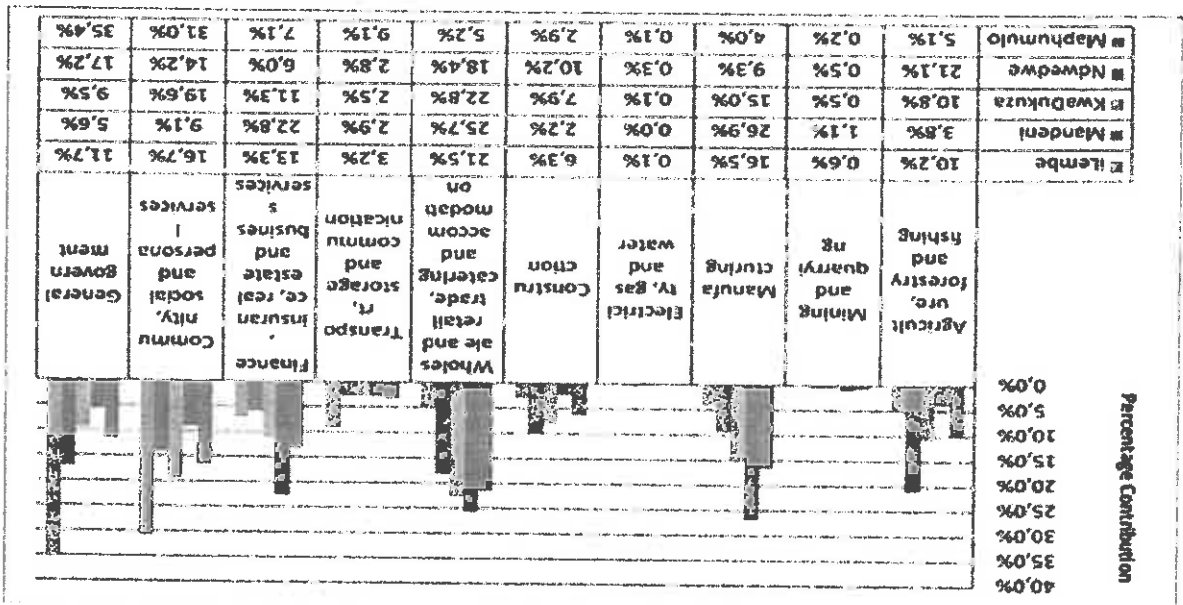 Percentage Contribution
40,0%
35,0%
30,0%
25,0%
20,0%
15,0%
10,0%
5,0%
0,0%
Agricult
ure,
forestry
and
fishing
Mining
and
quarryi
ng
Manufa
cturing
Electrici
ty, gas
and
water
Constru
ction
Wholes
ale and
retail
trade,
catering
and
accom
modati
on
Transpo
rt,
storage
and
commu
nication
Finance
,
insuran
ce, real
estate
and
busines
s
services
Commu
nity,
social
and
persona
l
services
General
govern
ment
iLembe 10,2% 0,6% 16,5% 0,1% 6,3% 21,5% 3,2% 13,3% 16,7% 11,7%
Mandeni 3,8% 1,1% 26,9% 0,0% 2,2% 25,7% 2,9% 22,8% 9,1% 5,6%
KwaDukuza 10,8% 0,5% 15,0% 0,1% 7,9% 22,8% 2,5% 11,3% 19,6% 9,5%
Ndwedwe 21,1% 0,5% 9,3% 0,3% 10,2% 18,4% 2,8% 6,0% 14,2% 17,2%
Maphumulo 5,1% 0,2% 4,0% 0,1% 2,9% 5,2% 9,1% 7,1% 31,0% 35,4%